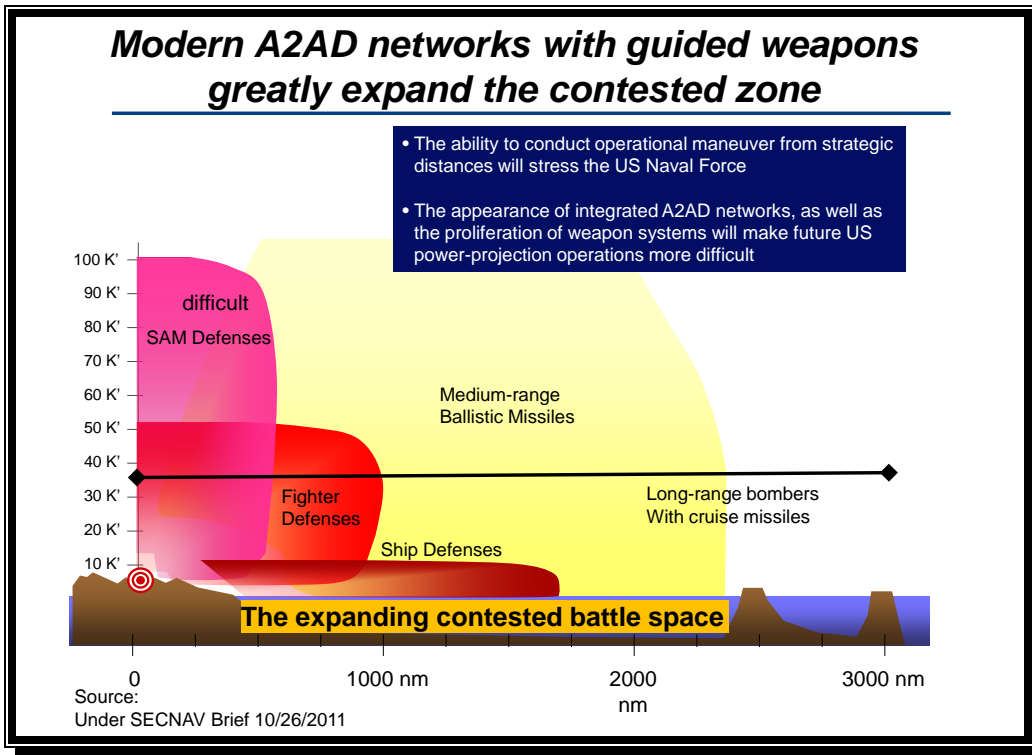 Modern A2AD networks with guided weapons
greatly expand the contested zone
• The ability to conduct operational maneuver from strategic
distances will stress the US Naval Force
• The appearance of integrated A2AD networks, as well as
the proliferation of weapon systems will make future US
power-projection operations more difficult
100 K’
90 K’
80 K’
70 K’
60 K’
50 K’
40 K’
30 K’
20 K’
10 K’
difficult
SAM Defenses
Medium-range
Ballistic Missiles
Fighter
Defenses
Long-range bombers
With cruise missiles
Ship Defenses
The expanding contested battle space
0
1000 nm
2000
nm
3000 nm
Source:
Under SECNAV Brief 10/26/2011